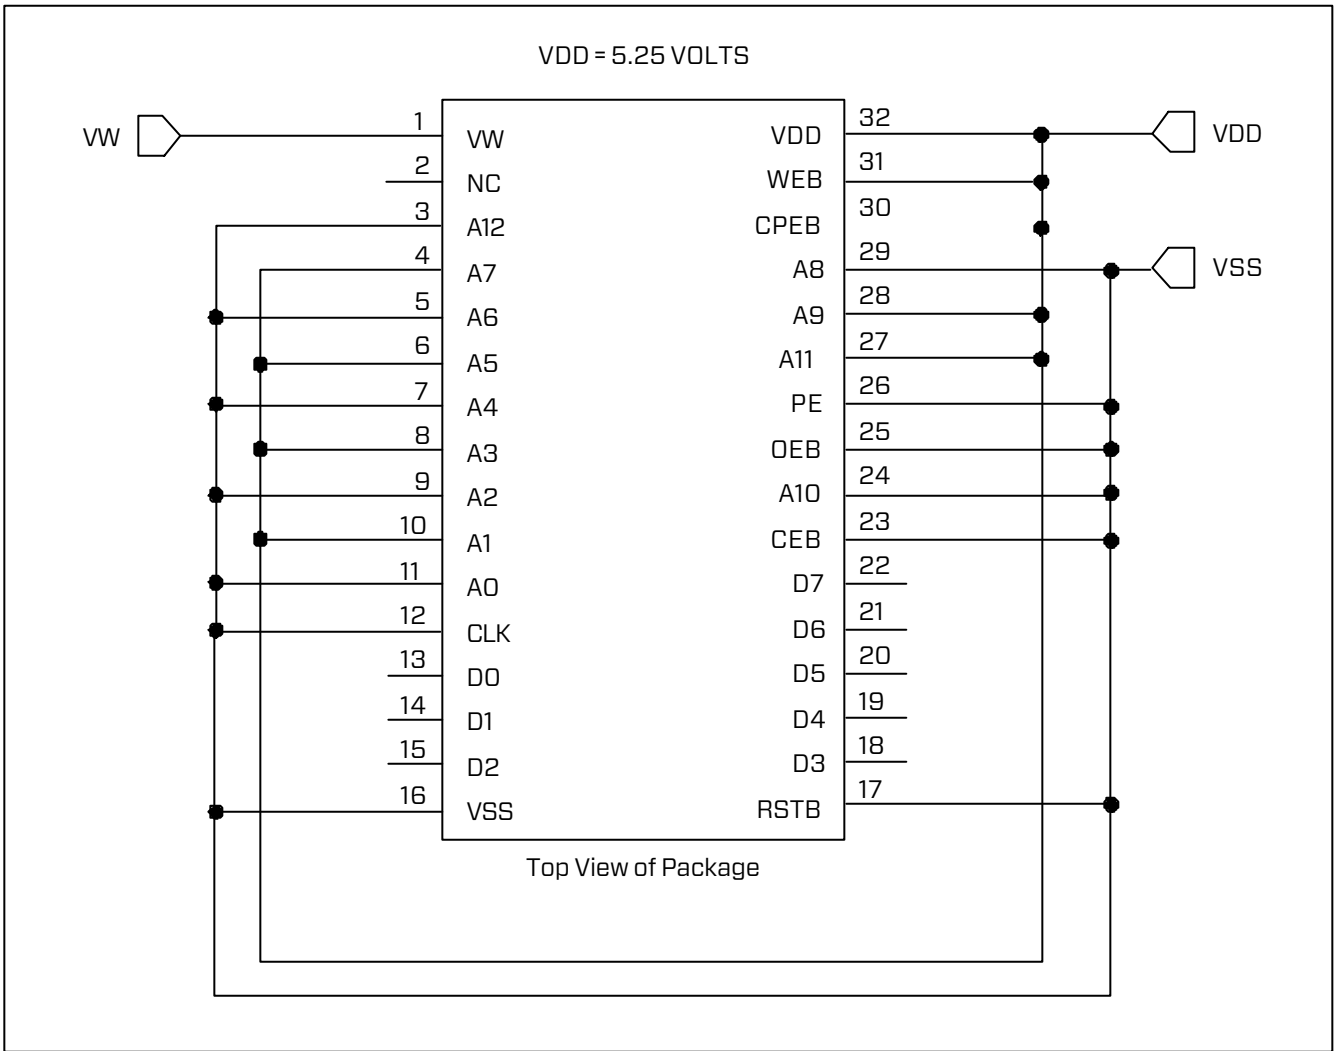 VDD = 5.25 VOLTS
VW
VDD
VSS
1 VW
2 NC
3 A12
4 A7
5 A6
6 A5
7 A4
8 A3
9 A2
10 A1
11 A0
12 CLK
13 D0
14 D1
15 D2
16 VSS
VDD 32
WEB 31
CPEB 30
A8 29
A9 28
A11 27
PE 26
OEB 25
A10 24
CEB 23
D7 22
D6 21
D5 20
D4 19
D3 18
RSTB 17
Top View of Package